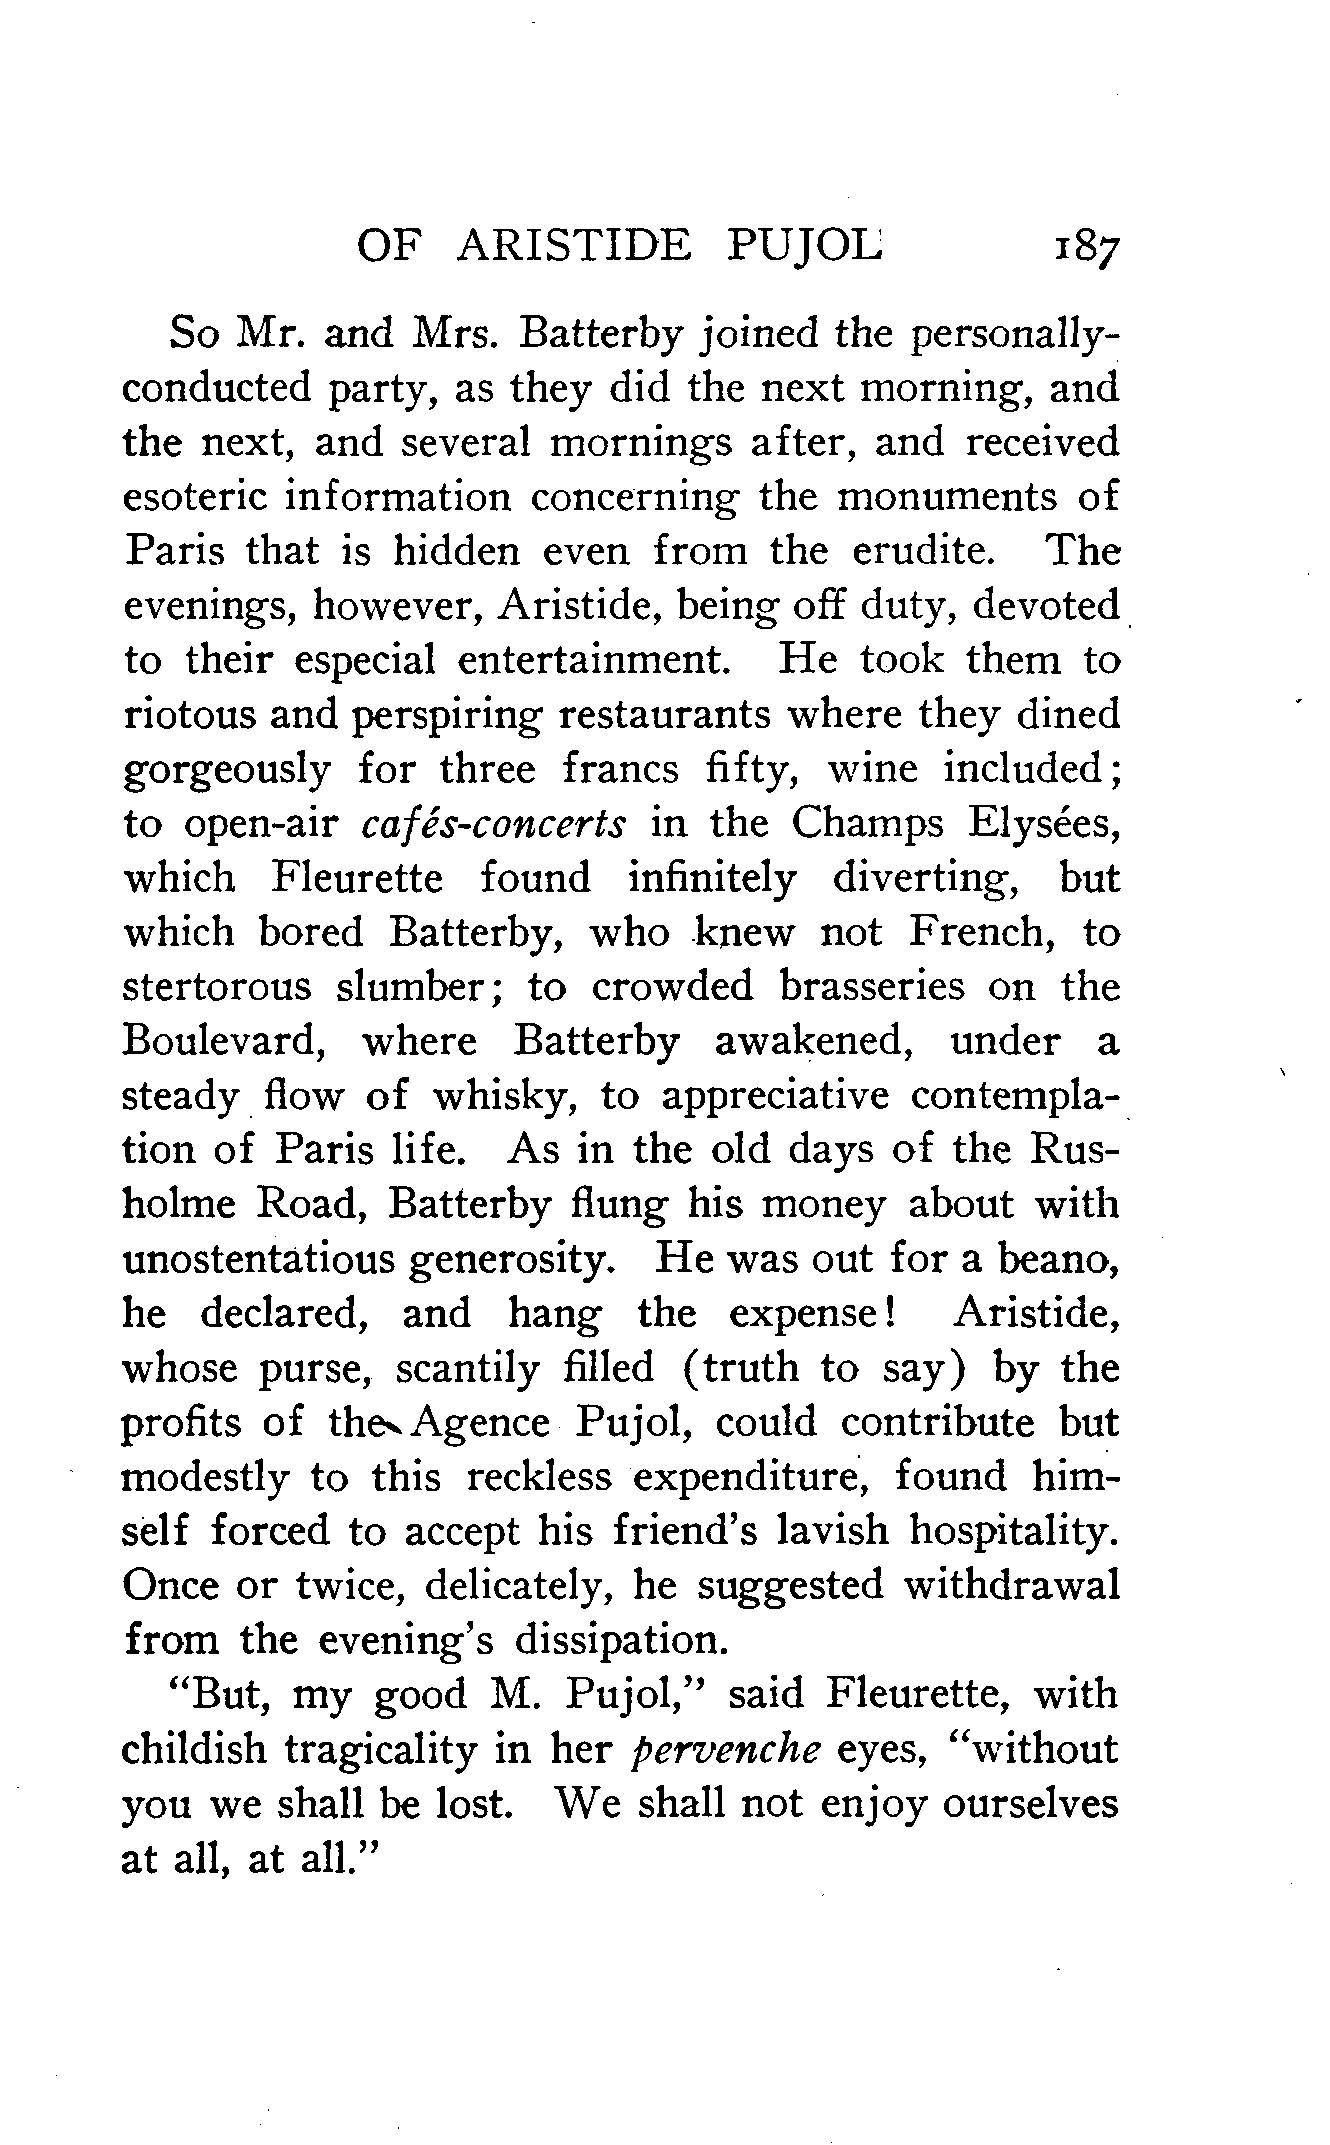 OF ARISTIDE PUJOL 187
So Mr. and Mrs. Batterby joined the personally-
conducted party, as they did the next morning, and
the next, and several mornings after, and received
esoteric information concerning the monuments of
Paris that is hidden even from the erudite. The
evenings, however, Aristide, being off duty, devoted
to their especial entertainment. He took them to
riotous and perspiring restaurants where they dined
gorgeously for three francs fifty, wine included;
to open-air cafés-concerts in the Champs Elysées,
which Fleurette found infinitely diverting, but
which bored Batterby, who knew not French, to
stertorous slumber; to crowded brasseries on the
Boulevard, where Batterby awakened, under a
steady flow of whisky, to appreciative contempla-
tion of Paris life. As in the old days of the Rus-
holme Road, Batterby flung his money about with
unostentatious generosity. He was out for a beano,
he declared, and hang the expense! Aristide,
whose purse, scantily filled (truth to say) by the
profits of the Agence Pujol, could contribute but
modestly to this reckless expenditure, found him-
self forced to accept his friend's lavish hospitality.
Once or twice, delicately, he suggested withdrawal
from the evening's dissipation.
"But, my good M. Pujol," said Fleurette, with
childish tragicality in her pervenche eyes, "without
you we shall be lost. We shall not enjoy ourselves
at all, at all."